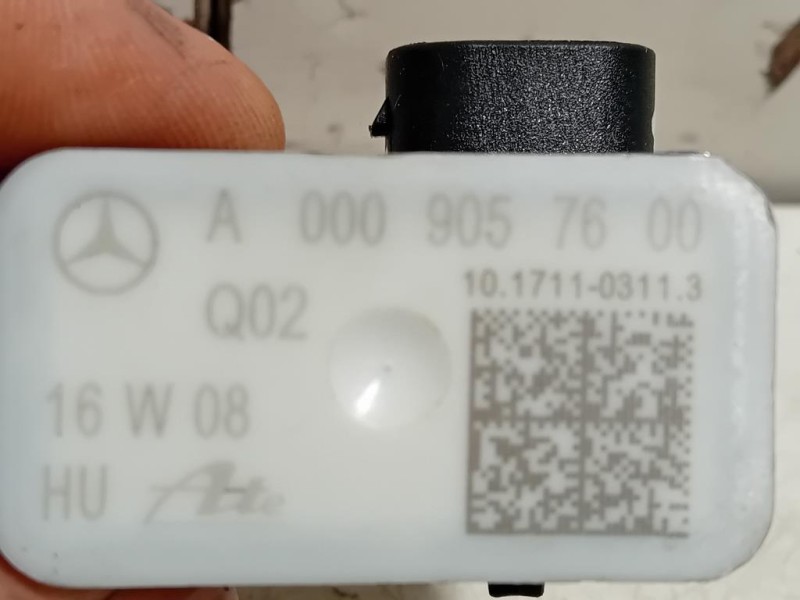 A 000 905 76 00
10.1711-0311.3
Q02
16 W 08
HU Ate